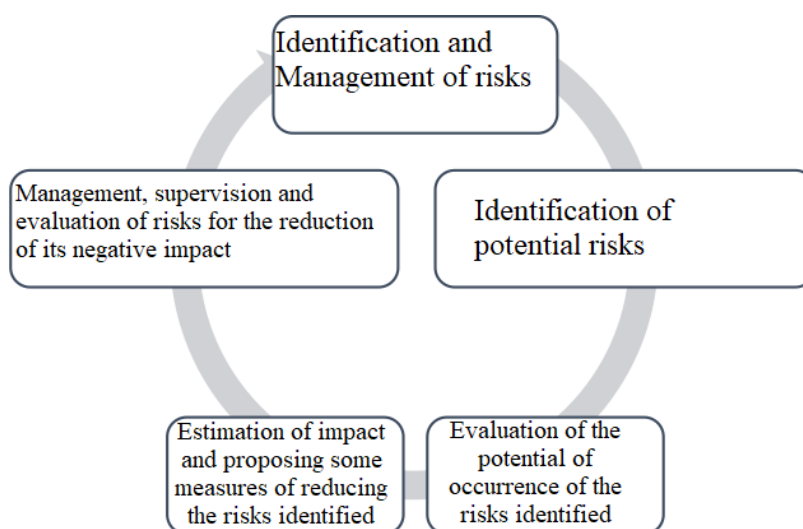 Identification and
Management of risks
Identification of
potential risks
Evaluation of the
potential of
occurrence of the
risks identified
Estimation of impact
and proposing some
measures of reducing
the risks identified
Management, supervision and
evaluation of risks for the reduction
of its negative impact